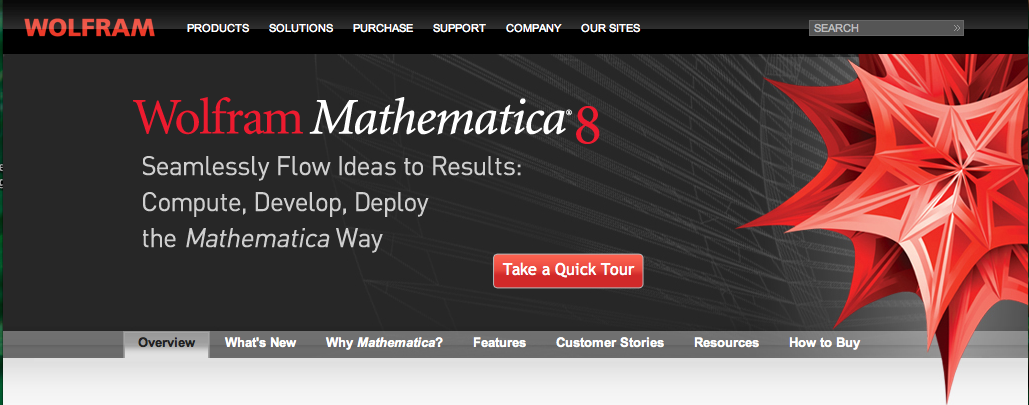 WOLFRAM
PRODUCTS SOLUTIONS PURCHASE SUPPORT COMPANY OUR SITES
SEARCH »
Wolfram Mathematica® 8
Seamlessly Flow Ideas to Results:
Compute, Develop, Deploy
the Mathematica Way
Take a Quick Tour
Overview What's New Why Mathematica? Features Customer Stories Resources How to Buy